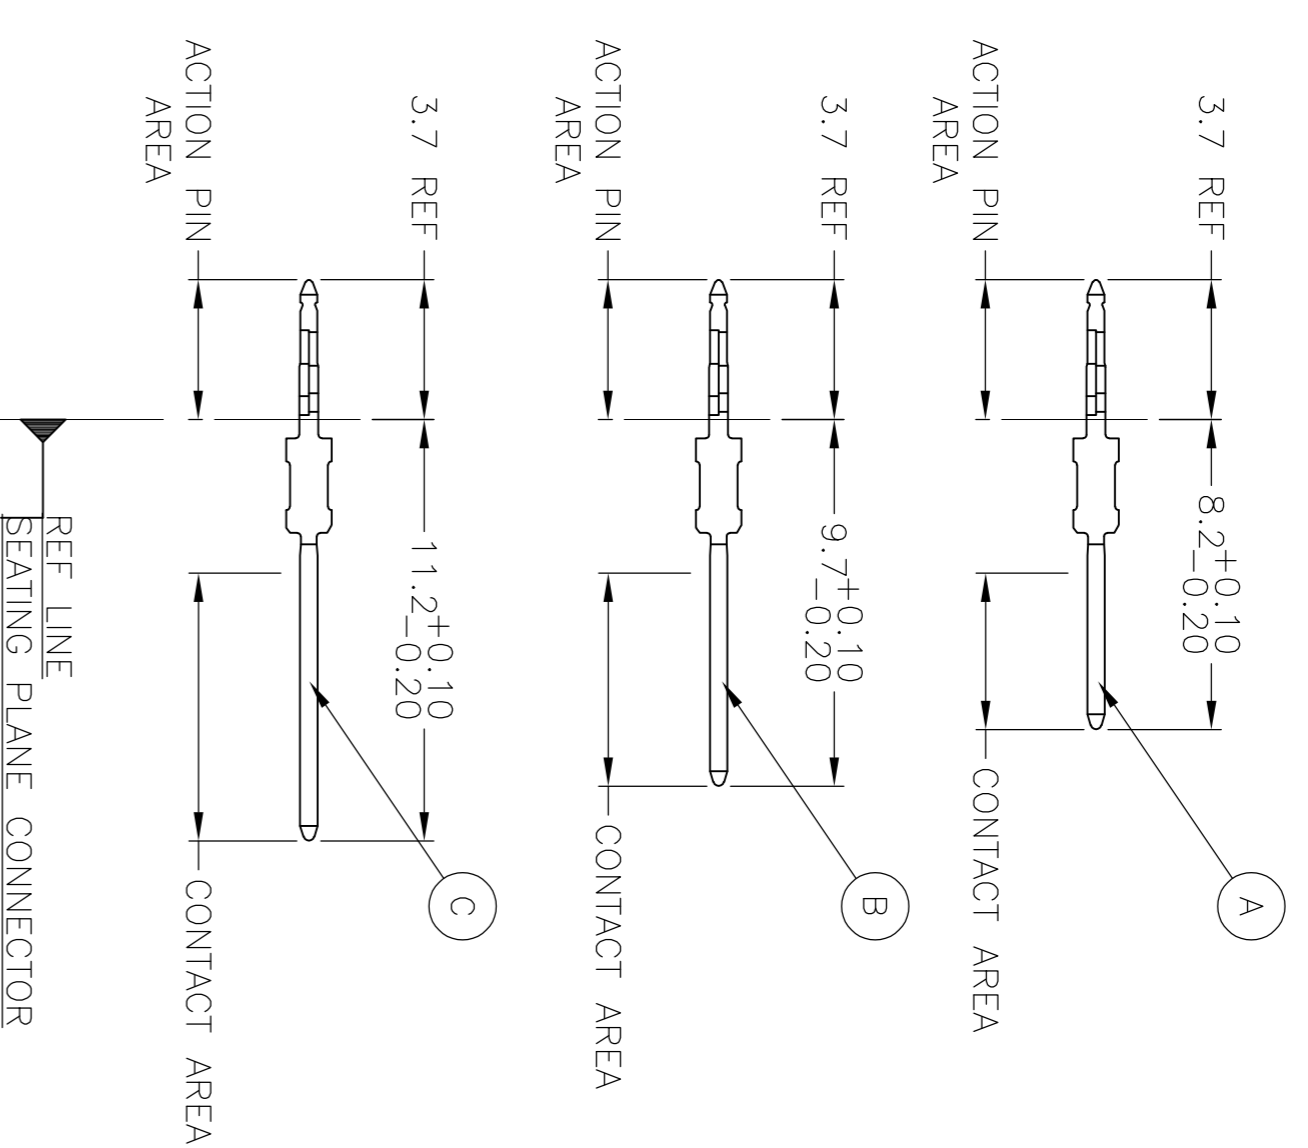 3.7 REF
8.2+0.10
-0.20
A
ACTION PIN
AREA
CONTACT AREA
3.7 REF
9.7+0.10
-0.20
B
ACTION PIN
AREA
CONTACT AREA
3.7 REF
11.2+0.10
-0.20
C
ACTION PIN
AREA
CONTACT AREA
REF LINE
SEATING PLANE CONNECTOR